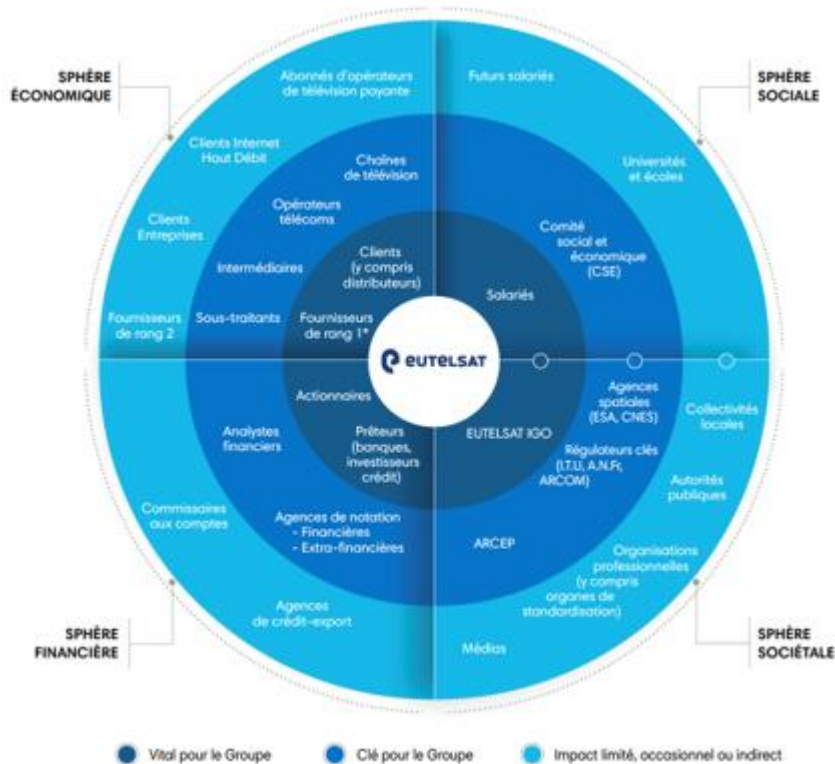 SPHÈRE
ÉCONOMIQUE
Abonnés d'opérateurs
de télévision payante
Clients Internet
Haut Débit
Chaînes
de télévision
Opérateurs
télécoms
Clients
Entreprises
Clients
(y compris
distributeurs)
Intermédiaires
Fournisseurs
de rang 2
Sous-traitants
Fournisseurs
de rang 1*
SPHÈRE
SOCIALE
Futurs salariés
Universités
et écoles
Comité
social et
économique
(CSE)
Salariés
eutelsat
Actionnaires
Analystes
financiers
Prêteurs
(banques,
investisseurs
crédit)
Commissaires
aux comptes
Agences de notation
- Financières
- Extra-financières
Agences
de crédit-export
SPHÈRE
FINANCIÈRE
Agences
spatiales
(ESA, CNES)
Collectivités
locales
EUTELSAT IGO
Régulateurs clés
(I.T.U, A.N.Fr,
ARCOM)
Autorités
publiques
ARCEP
Organisations
professionnelles
(y compris
organes de
standardisation)
Médias
SPHÈRE
SOCIÉTALE
Vital pour le Groupe
Clé pour le Groupe
Impact limité, occasionnel ou indirect